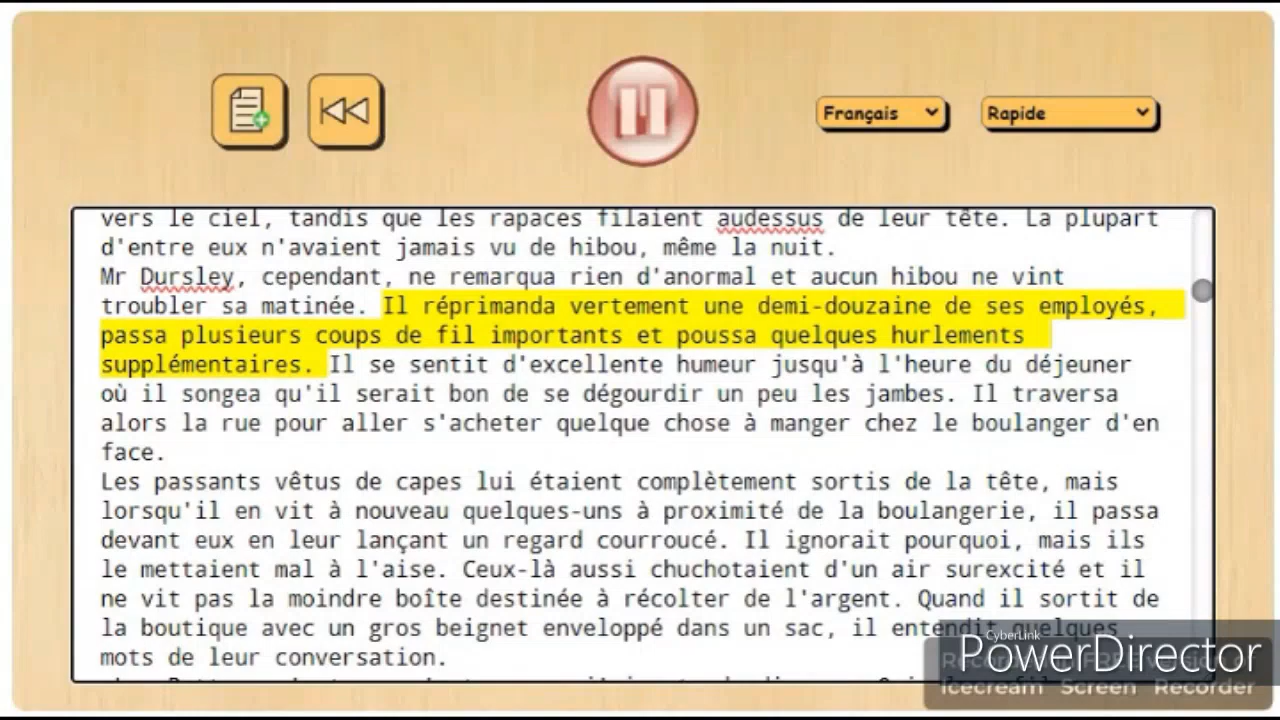 Français
Rapide
vers le ciel, tandis que les rapaces filaient audessus de leur tête. La plupart
d'entre eux n'avaient jamais vu de hibou, même la nuit.
Mr Dursley, cependant, ne remarqua rien d'anormal et aucun hibou ne vint
troubler sa matinée. Il réprimanda vertement une demi-douzaine de ses employés,
passa plusieurs coups de fil importants et poussa quelques hurlements
supplémentaires. Il se sentit d'excellente humeur jusqu'à l'heure du déjeuner
où il songea qu'il serait bon de se dégourdir un peu les jambes. Il traversa
alors la rue pour aller s'acheter quelque chose à manger chez le boulanger d'en
face.
Les passants vêtus de capes lui étaient complètement sortis de la tête, mais
lorsqu'il en vit à nouveau quelques-uns à proximité de la boulangerie, il passa
devant eux en leur lançant un regard courroucé. Il ignorait pourquoi, mais ils
le mettaient mal à l'aise. Ceux-là aussi chuchotaient d'un air surexcité et il
ne vit pas la moindre boîte destinée à récolter de l'argent. Quand il sortit de
la boutique avec un gros beignet enveloppé dans un sac, il entendit quelques
mots de leur conversation.
CyberLink
PowerDirector
Icecream Screen Recorder